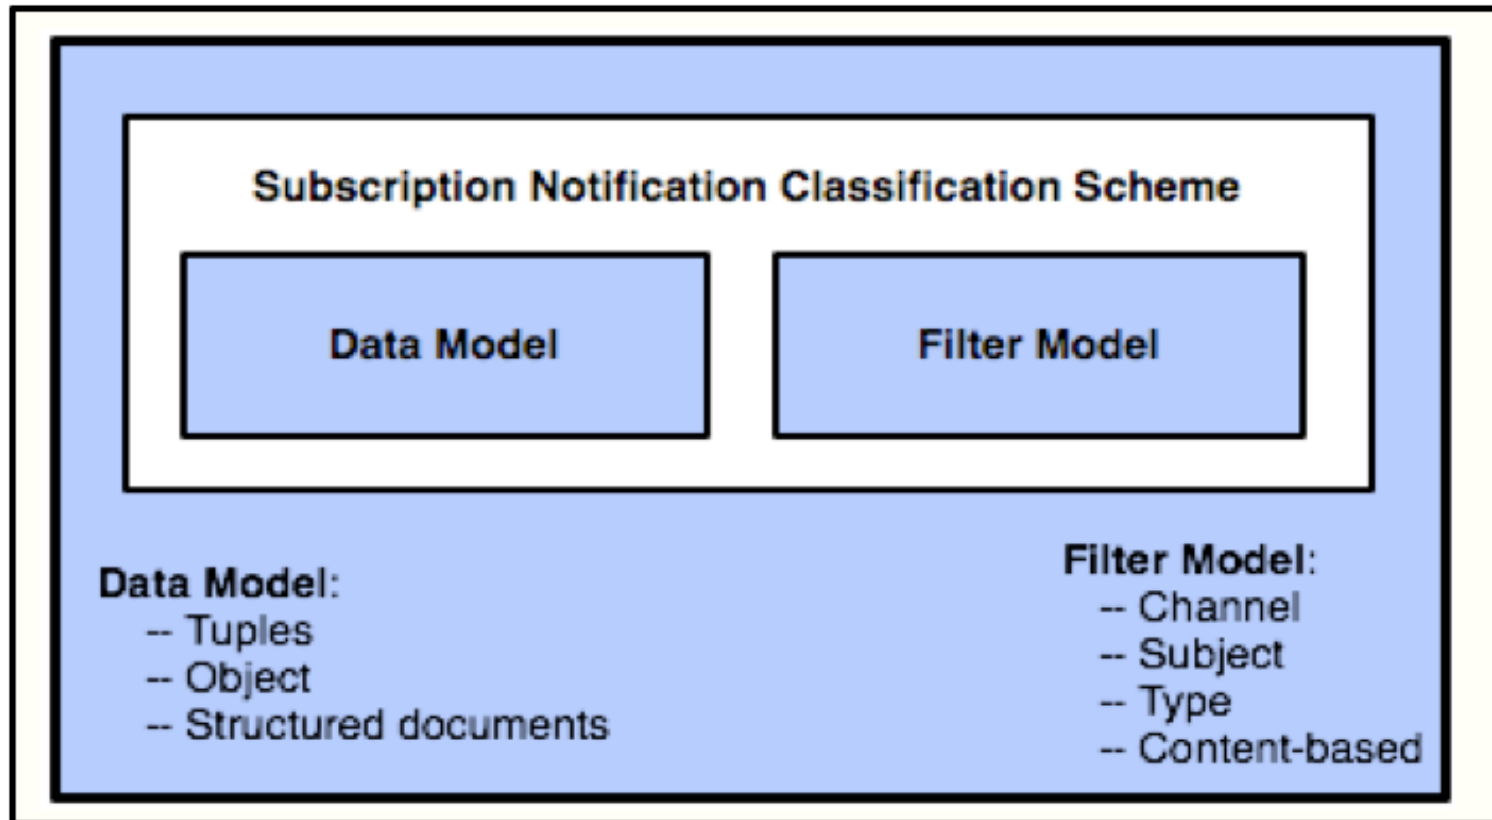 Subscription Notification Classification Scheme
Data Model
Filter Model
Data Model:
-- Tuples
-- Object
-- Structured documents
Filter Model:
-- Channel
-- Subject
-- Type
-- Content-based